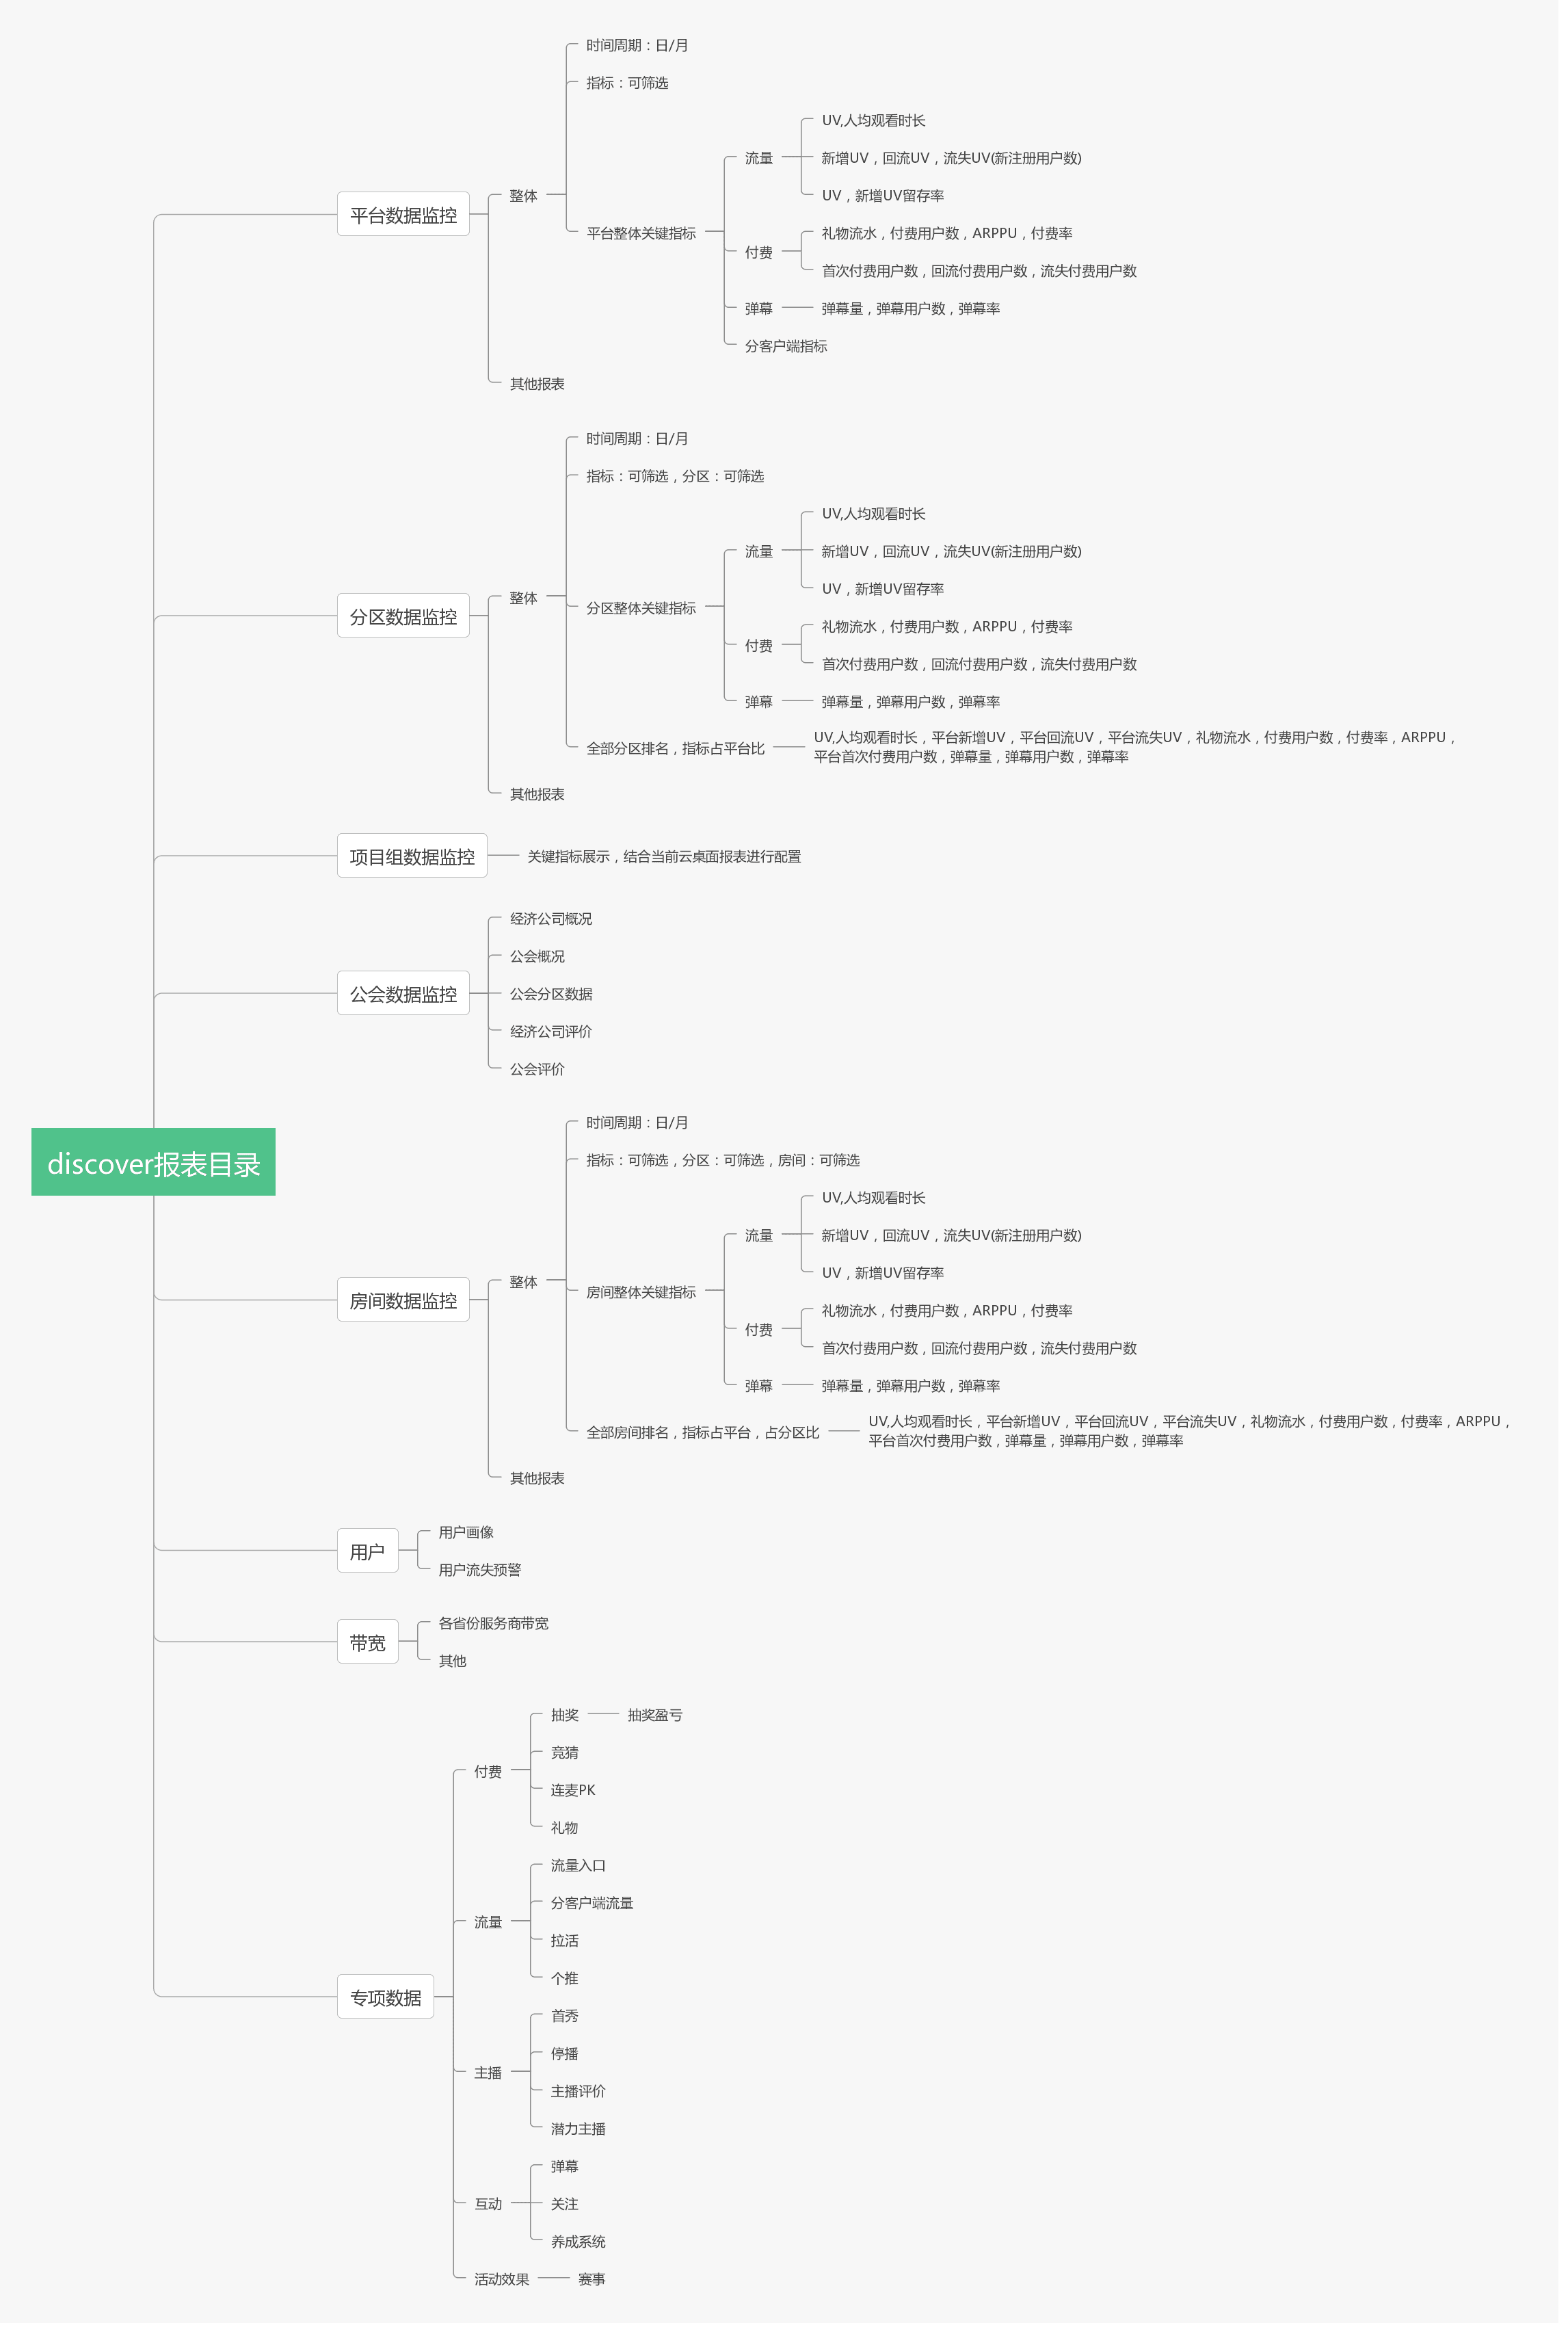 discover报表目录
平台数据监控
整体
时间周期：日/月
指标：可筛选
平台整体关键指标
流量
UV,人均观看时长
新增UV，回流UV，流失UV(新注册用户数)
UV，新增UV留存率
付费
礼物流水，付费用户数，ARPPU，付费率
首次付费用户数，回流付费用户数，流失付费用户数
弹幕
弹幕量，弹幕用户数，弹幕率
分客户端指标
其他报表
分区数据监控
整体
时间周期：日/月
指标：可筛选，分区：可筛选
分区整体关键指标
流量
UV,人均观看时长
新增UV，回流UV，流失UV(新注册用户数)
UV，新增UV留存率
付费
礼物流水，付费用户数，ARPPU，付费率
首次付费用户数，回流付费用户数，流失付费用户数
弹幕
弹幕量，弹幕用户数，弹幕率
全部分区排名，指标占平台比
UV,人均观看时长，平台新增UV，平台回流UV，平台流失UV，礼物流水，付费用户数，付费率，ARPPU，
平台首次付费用户数，弹幕量，弹幕用户数，弹幕率
其他报表
项目组数据监控
关键指标展示，结合当前云桌面报表进行配置
公会数据监控
经济公司概况
公会概况
公会分区数据
经济公司评价
公会评价
房间数据监控
整体
时间周期：日/月
指标：可筛选，分区：可筛选，房间：可筛选
房间整体关键指标
流量
UV,人均观看时长
新增UV，回流UV，流失UV(新注册用户数)
UV，新增UV留存率
付费
礼物流水，付费用户数，ARPPU，付费率
首次付费用户数，回流付费用户数，流失付费用户数
弹幕
弹幕量，弹幕用户数，弹幕率
全部房间排名，指标占平台，占分区比
UV,人均观看时长，平台新增UV，平台回流UV，平台流失UV，礼物流水，付费用户数，付费率，ARPPU，
平台首次付费用户数，弹幕量，弹幕用户数，弹幕率
其他报表
用户
用户画像
用户流失预警
带宽
各省份服务商带宽
其他
专项数据
付费
抽奖
抽奖盈亏
竞猜
连麦PK
礼物
流量
流量入口
分客户端流量
拉活
个推
主播
首秀
停播
主播评价
潜力主播
互动
弹幕
关注
养成系统
活动效果
赛事